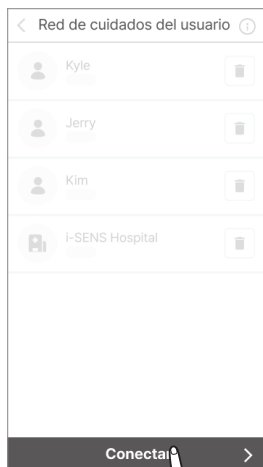 Red de cuidados del usuario
Kyle
Jerry
Kim
i-SENS Hospital
Conectar